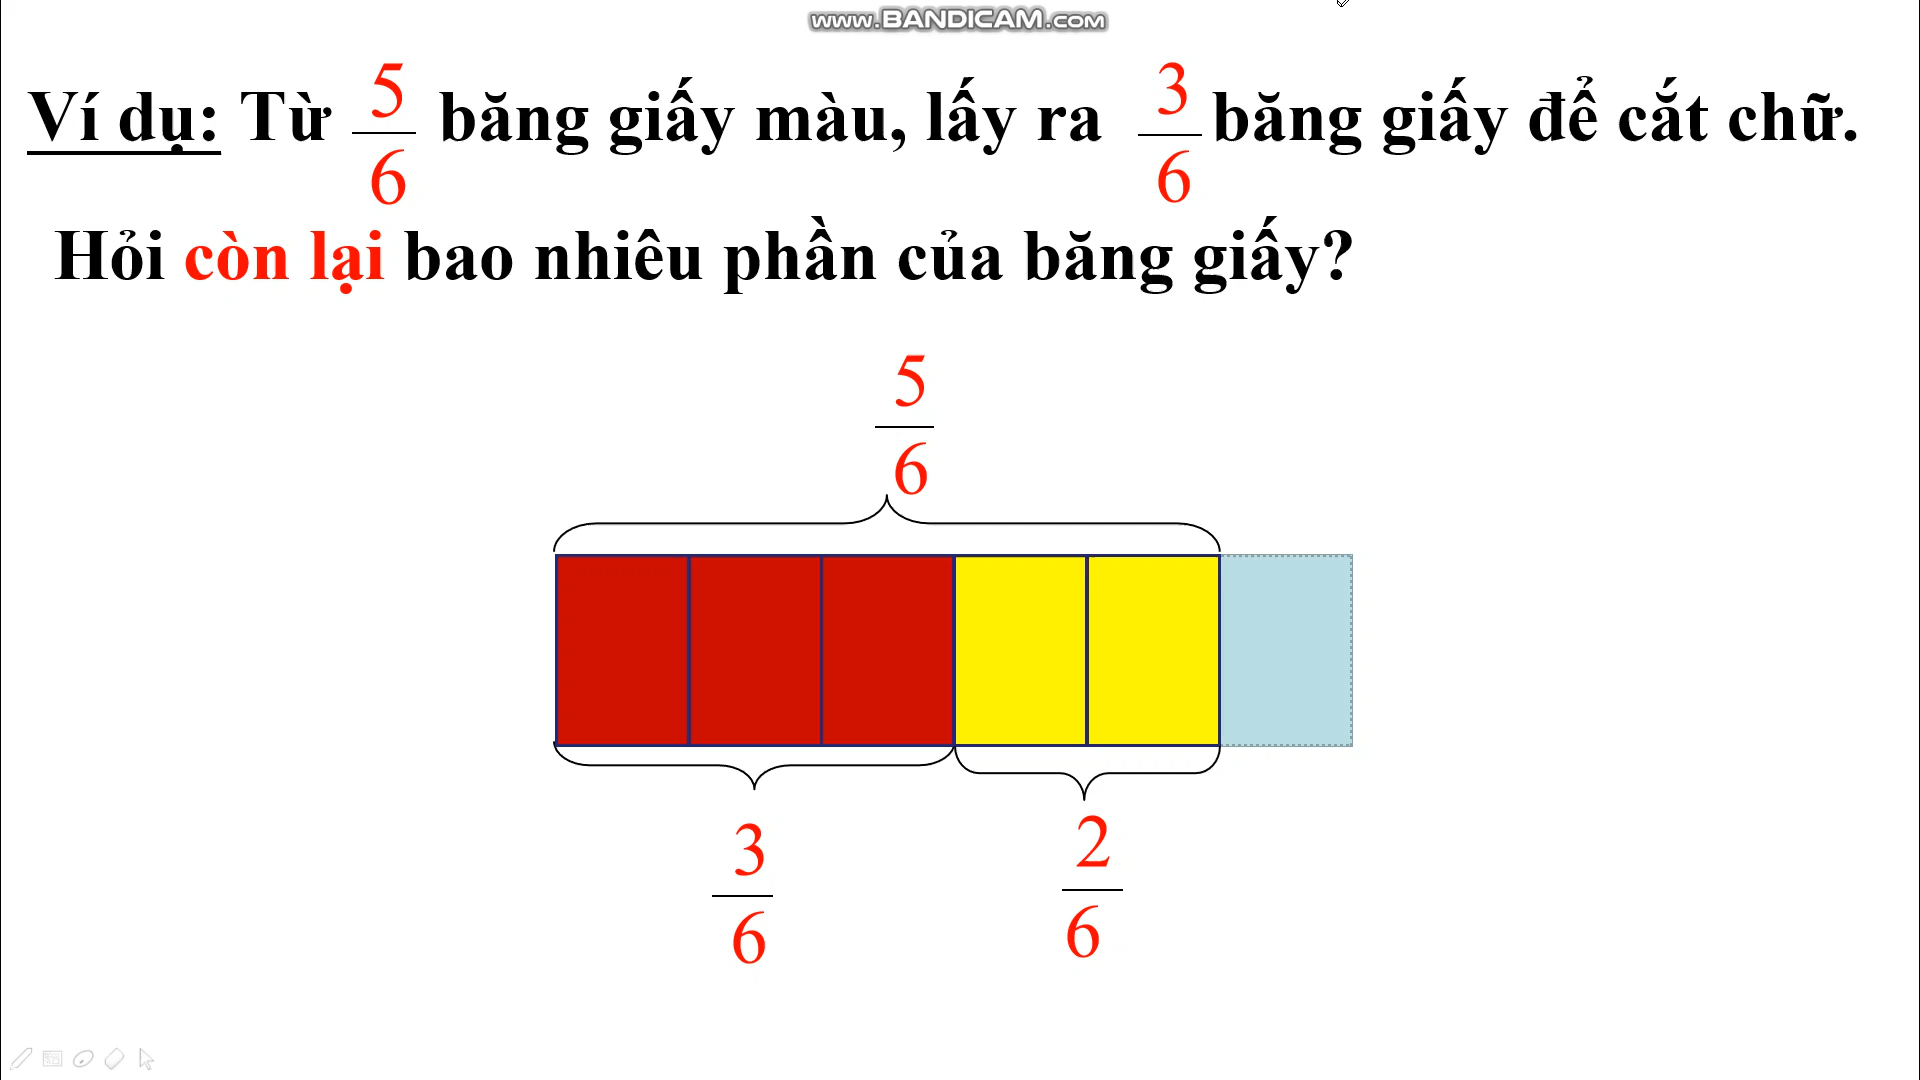 www.BANDICAM.com
Ví dụ: Từ 5/6 băng giấy màu, lấy ra 3/6 băng giấy để cắt chữ.
Hỏi còn lại bao nhiêu phần của băng giấy?
5/6
3/6 2/6